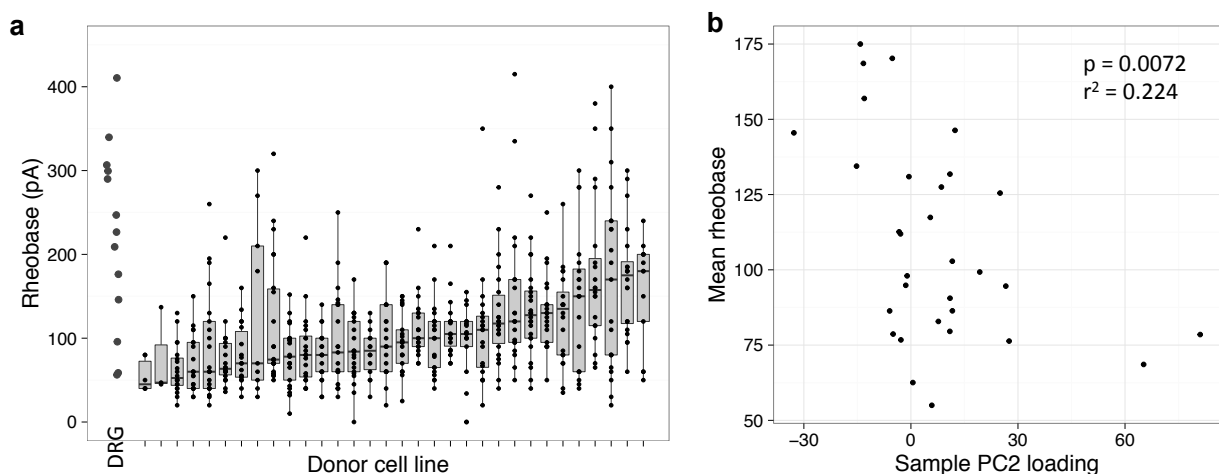 a
Rheobase (pA)
400
300
200
100
0
DRG
Donor cell line
b
Mean rheobase
175
150
125
100
75
50
p = 0.0072
r² = 0.224
−30
0
30
60
Sample PC2 loading